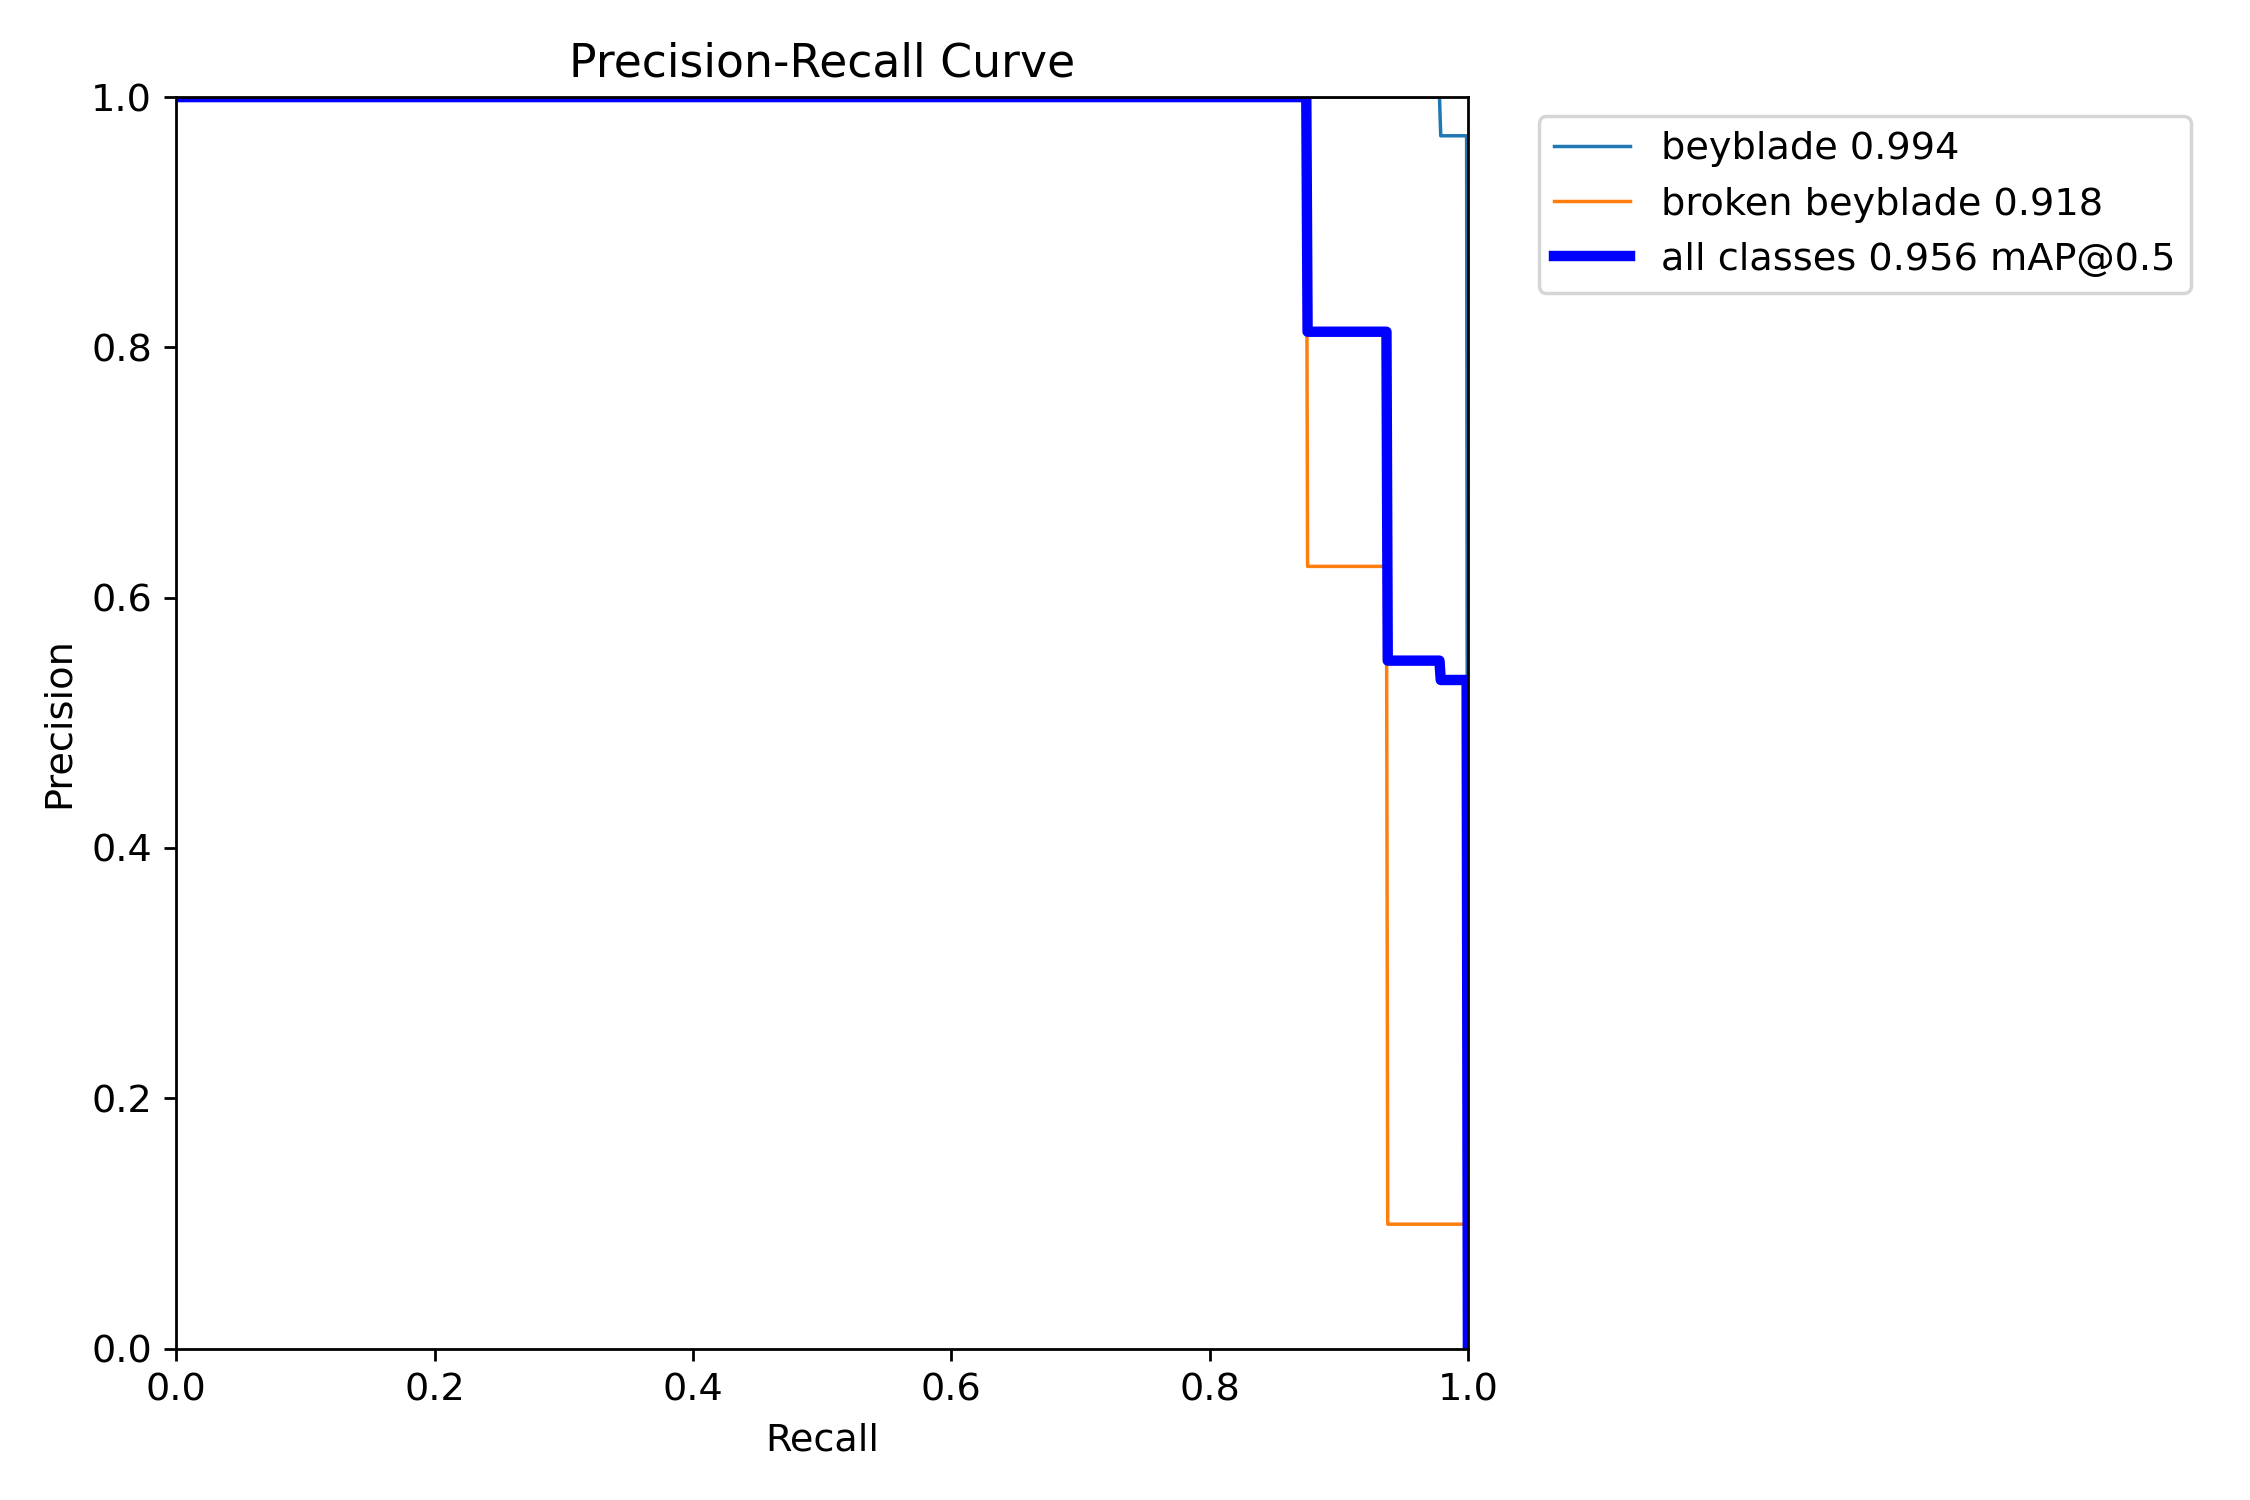 Precision-Recall Curve
1.0
0.8
0.6
0.4
0.2
0.0
Precision
0.0 0.2 0.4 0.6 0.8 1.0
Recall
beyblade 0.994
broken beyblade 0.918
all classes 0.956 mAP@0.5